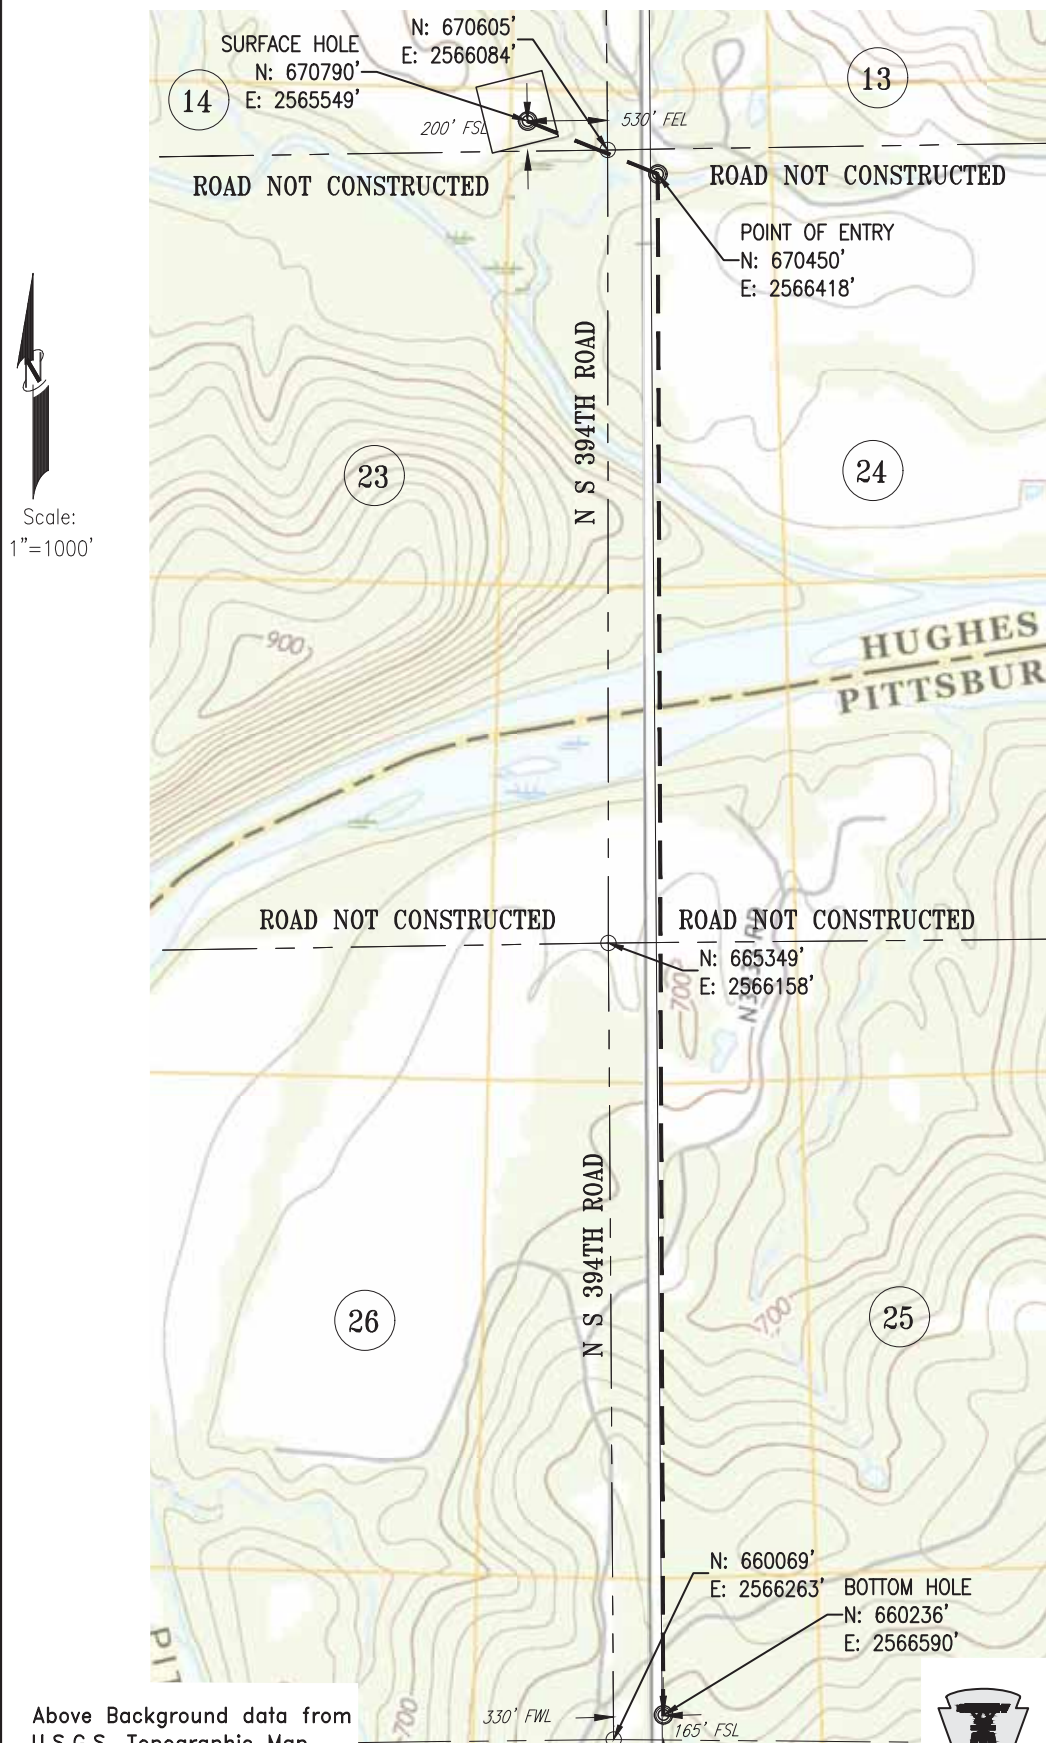 N: 670605'
E: 2566084'
SURFACE HOLE
N: 670790'
E: 2565549'
14
13
200' FSL
530' FEL
ROAD NOT CONSTRUCTED
ROAD NOT CONSTRUCTED
POINT OF ENTRY
N: 670450'
E: 2566418'
N S 394TH ROAD
23
24
N
Scale:
1"=1000'
900
HUGHES
PITTSBUR
ROAD NOT CONSTRUCTED
ROAD NOT CONSTRUCTED
N: 665349'
E: 2566158'
700
N S 394TH ROAD
26
25
700
N: 660069'
E: 2566263'
BOTTOM HOLE
N: 660236'
E: 2566590'
PIT
700
330' FWL
165' FSL
Above Background data from
U.S.G.S. Topographic Map